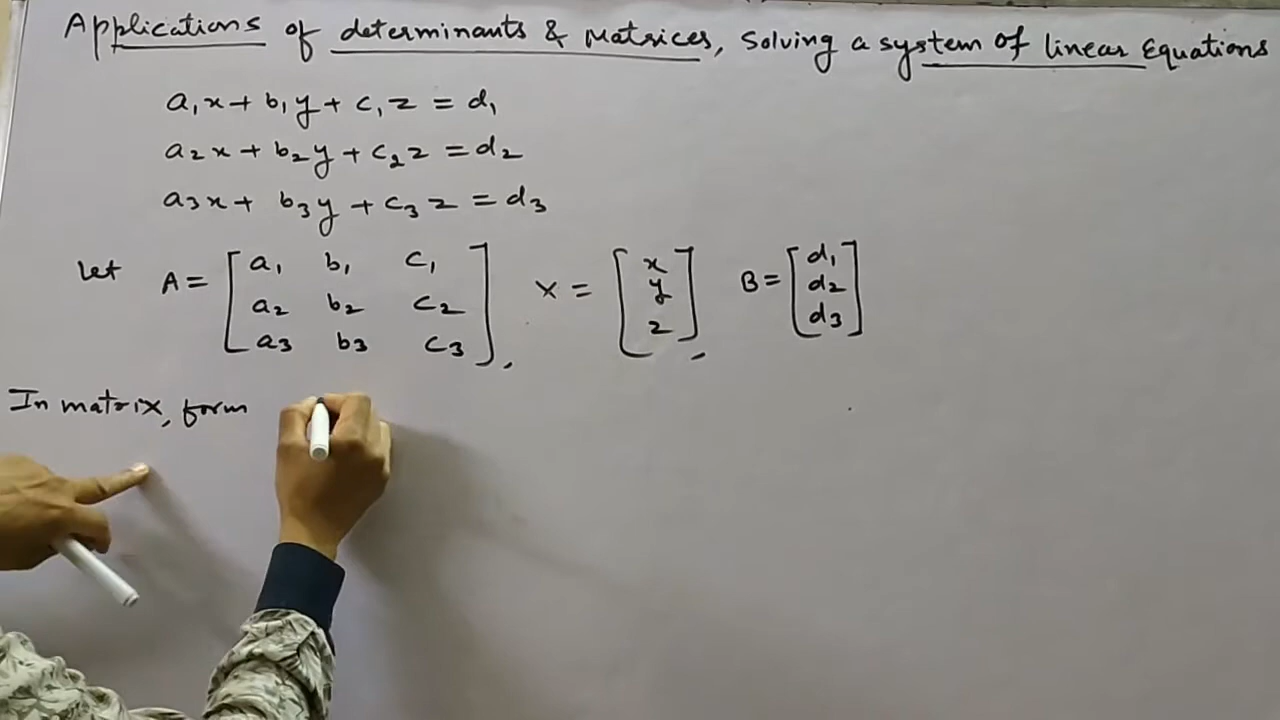 Applications of determinants & Matrices, Solving a system of linear Equations
a₁x + b₁y + c₁z = d₁
a₂x + b₂y + c₂z = d₂
a₃x + b₃y + c₃z = d₃
Let A = [a₁ b₁ c₁], X = [x], B = [d₁]
a₂ b₂ c₂ y d₂
a₃ b₃ c₃ z d₃
In matrix, form